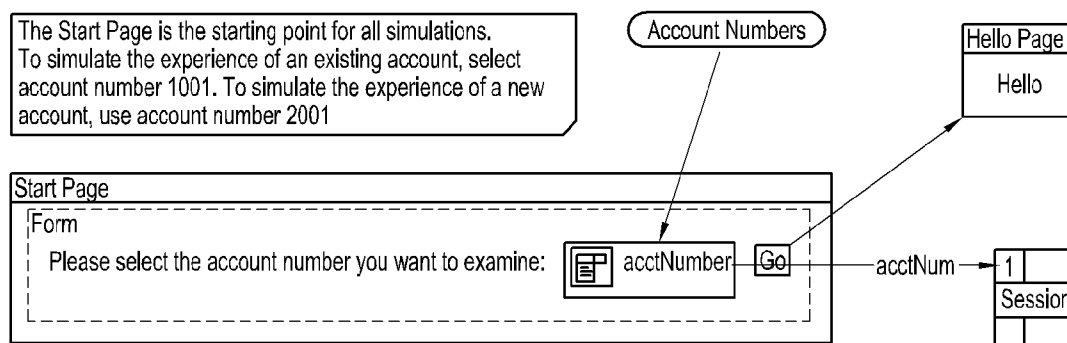 The Start Page is the starting point for all simulations.
To simulate the experience of an existing account, select
account number 1001. To simulate the experience of a new
account, use account number 2001
Account Numbers
Hello Page
Hello
Start Page
Form
Please select the account number you want to examine:
acctNumber
Go
acctNum
1
Session